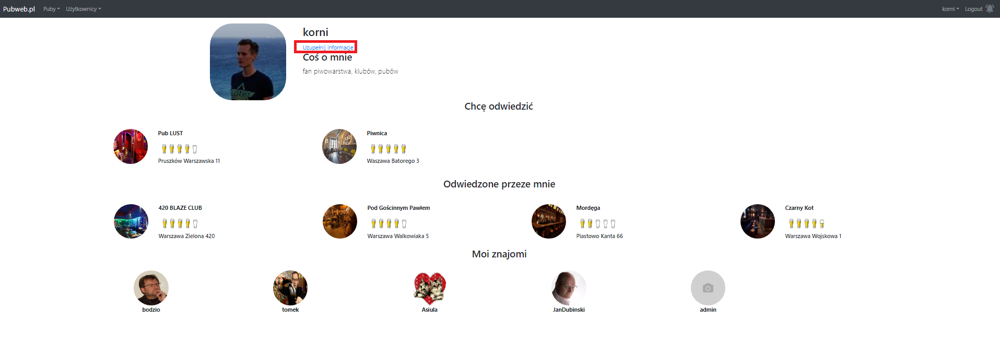 Pubweb.pl Puby Użytkownicy korni Logout
korni
Uzupełnij informacje
Coś o mnie
fan piwowarstwa, klubów, pubów
Chcę odwiedzić
Pub LUST
Pruszków Warszawska 11
Piwnica
Waszawa Batorego 3
Odwiedzone przeze mnie
420 BLAZE CLUB
Warszawa Zielona 420
Pod Gościnnym Pawłem
Warszawa Walkowiaka 5
Mordęga
Piastowo Kanta 66
Czarny Kot
Warszawa Wojskowa 1
Moi znajomi
bodzio
tomek
Asiula
JanDubinski
admin